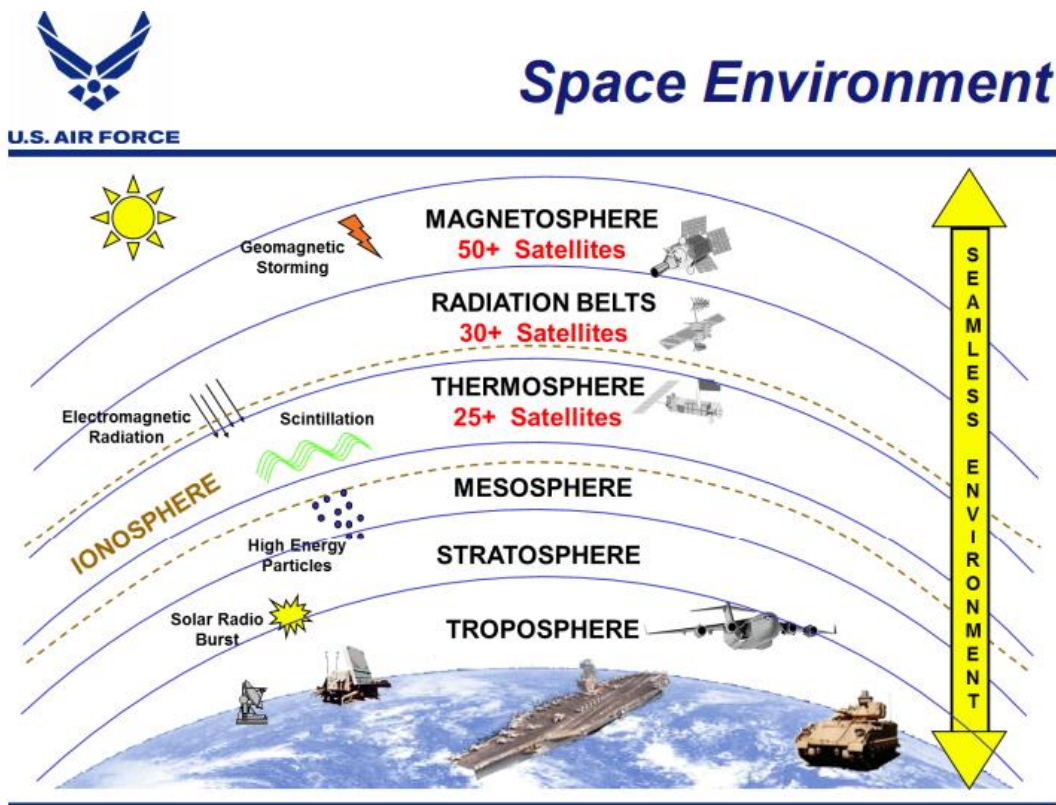 Space Environment
U.S. AIR FORCE
MAGNETOSPHERE
50+ Satellites
Geomagnetic
Storming
RADIATION BELTS
30+ Satellites
THERMOSPHERE
25+ Satellites
Electromagnetic
Radiation
Scintillation
IONOSPHERE
MESOSPHERE
High Energy
Particles
STRATOSPHERE
Solar Radio
Burst
TROPOSPHERE
SEAMLESS ENVIRONMENT